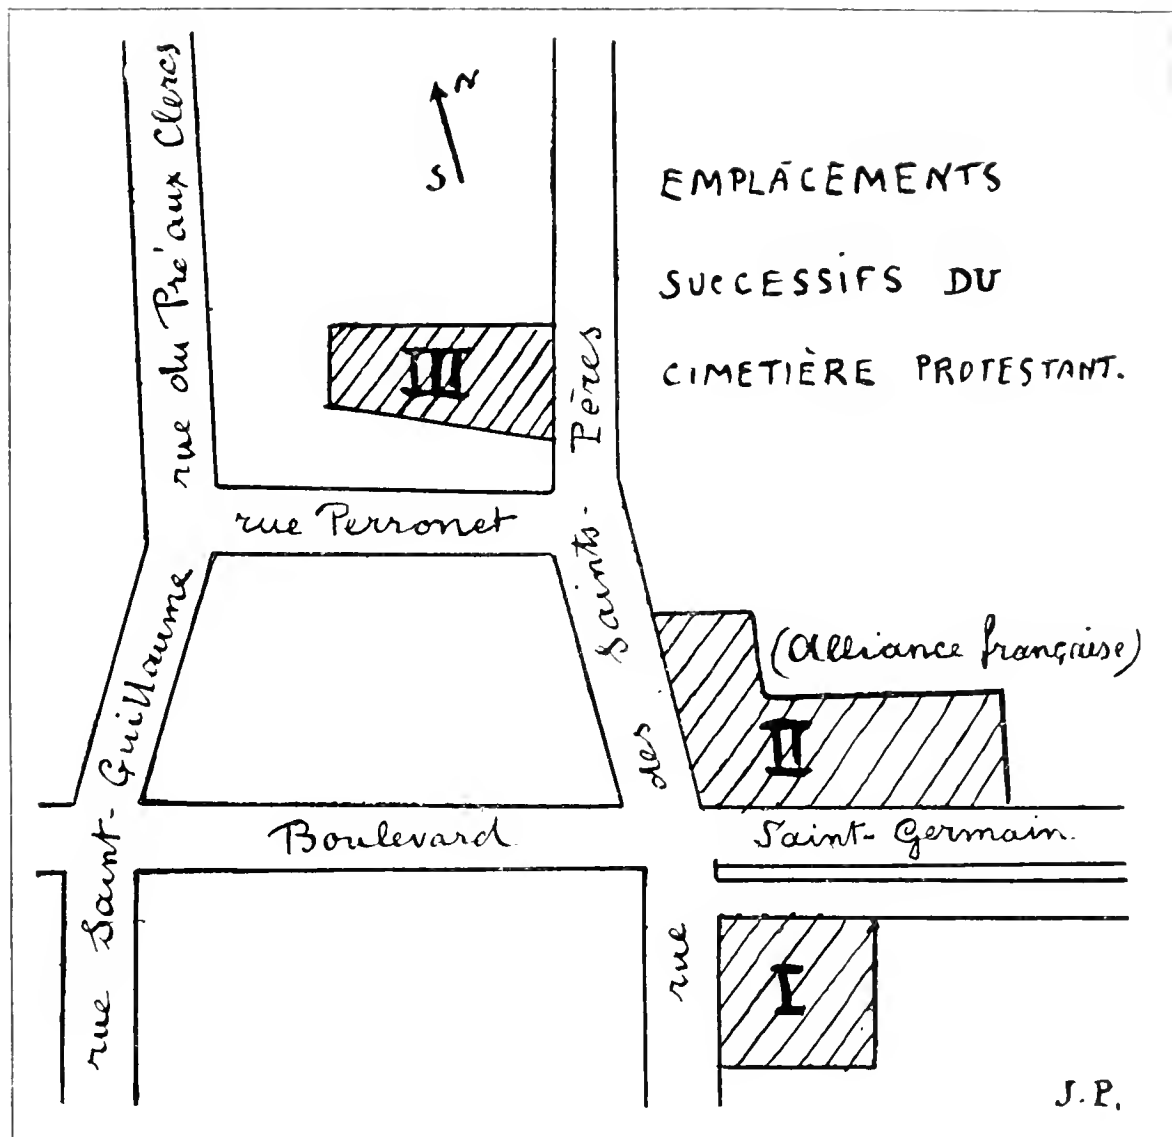 N
S
EMPLACEMENTS
SUCCESSIFS DU
CIMETIÈRE PROTESTANT.
rue du Pré aux Clercs
III
rue des Saints-Pères
rue Perronet
rue Saint-Guillaume
(Alliance française)
II
Boulevard Saint-Germain.
I
J.P.